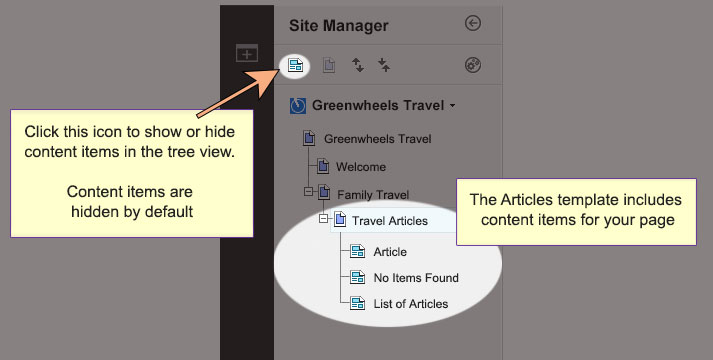 Site Manager
Click this icon to show or hide
content items in the tree view.
Content items are
hidden by default
Greenwheels Travel
Greenwheels Travel
Welcome
Family Travel
Travel Articles
Article
No Items Found
List of Articles
The Articles template includes
content items for your page